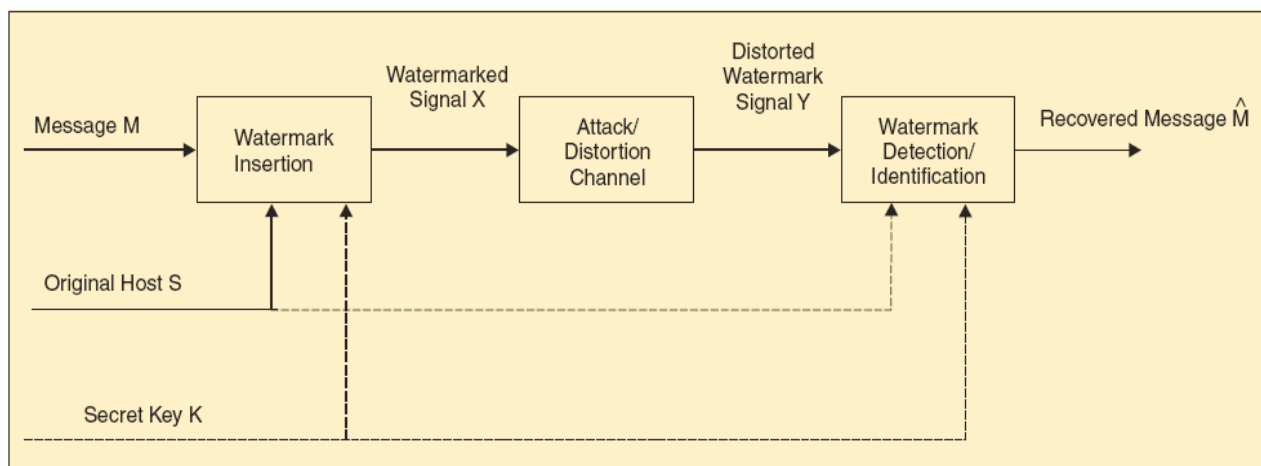 Message M
Watermark
Insertion
Watermarked
Signal X
Attack/
Distortion
Channel
Distorted
Watermark
Signal Y
Watermark
Detection/
Identification
Recovered Message M̂
Original Host S
Secret Key K